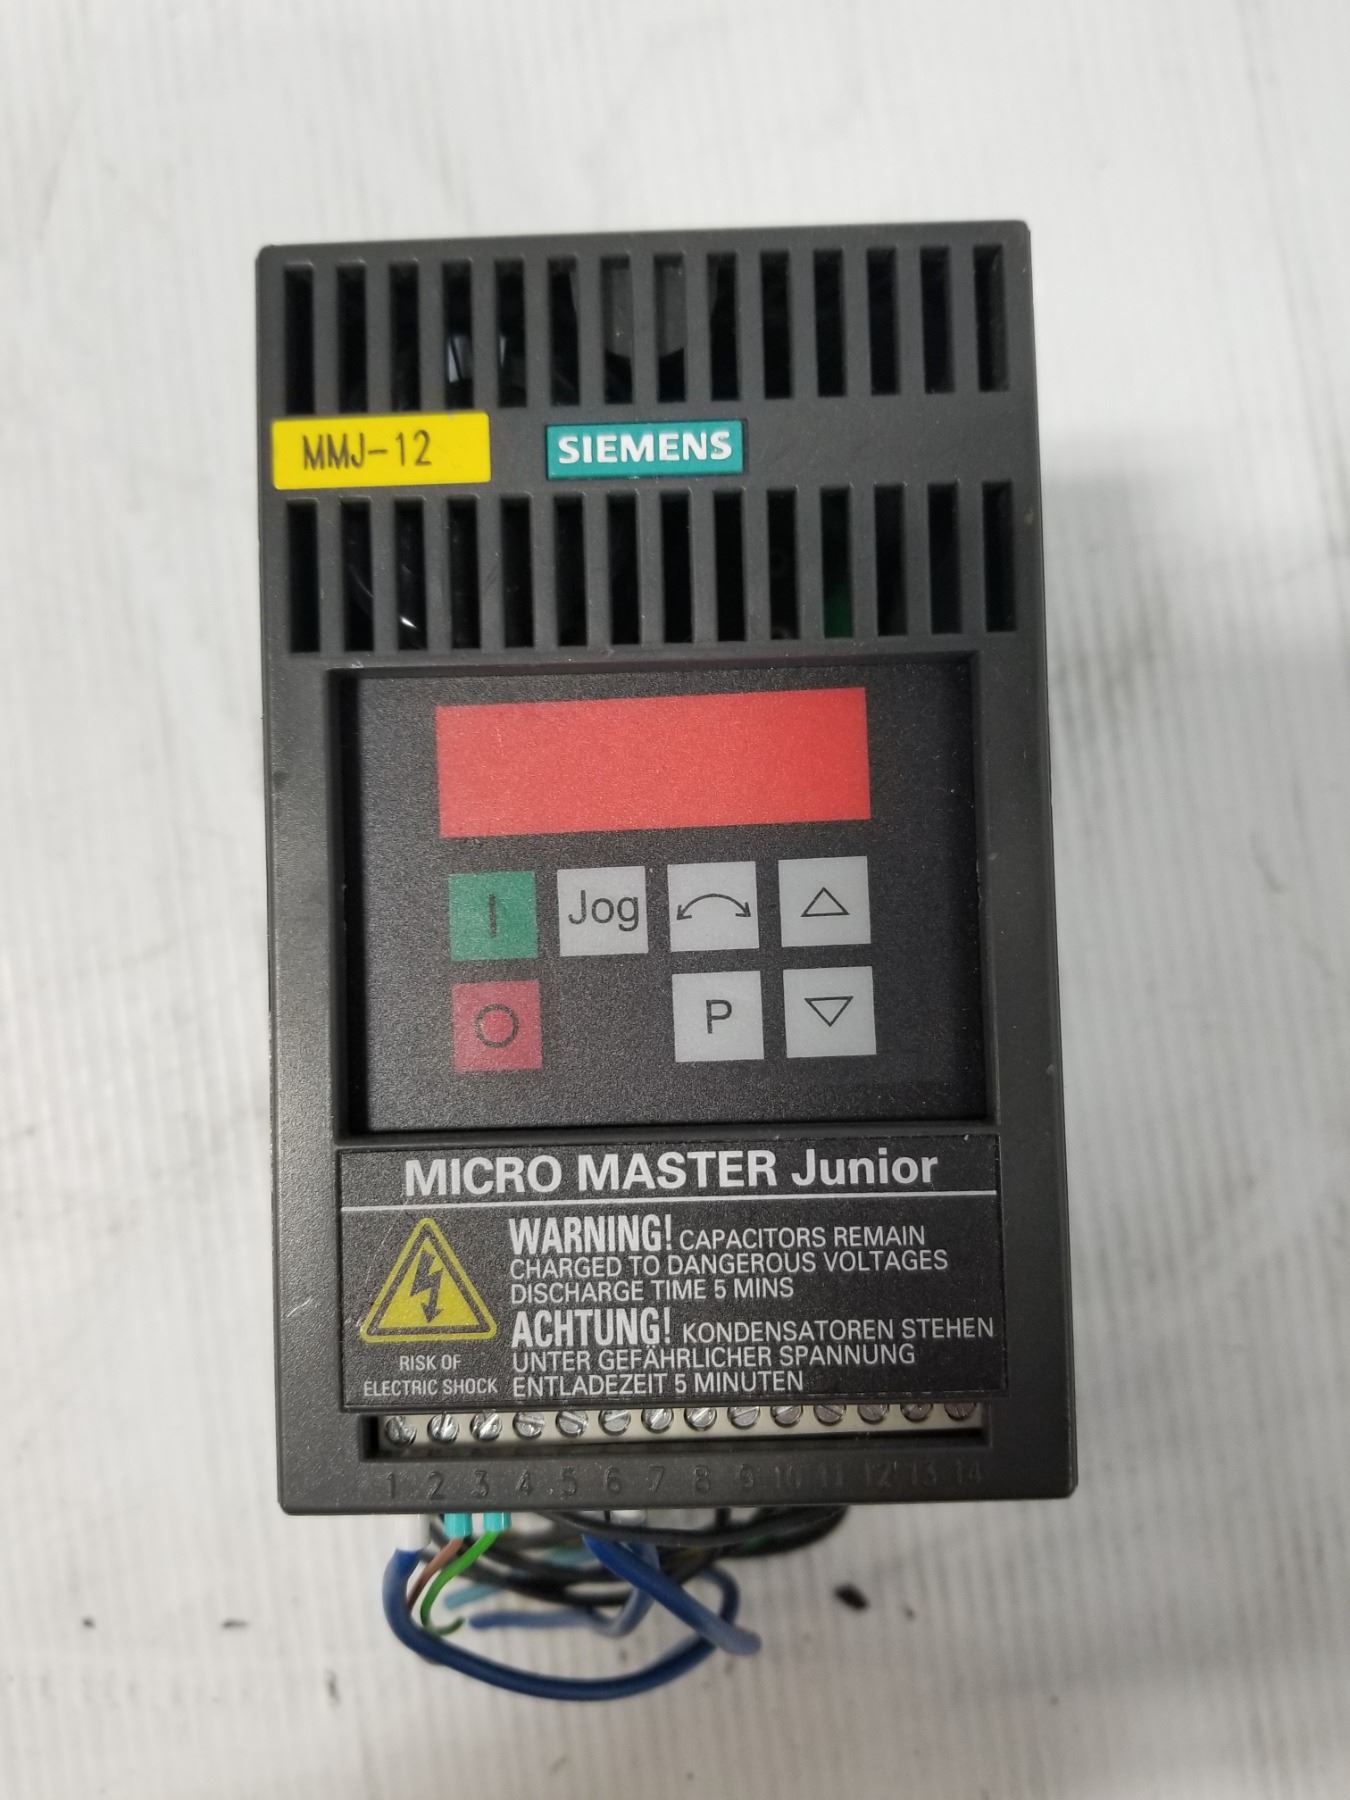 MMJ-12
SIEMENS
I Jog
O P
MICRO MASTER Junior
WARNING! CAPACITORS REMAIN
CHARGED TO DANGEROUS VOLTAGES
DISCHARGE TIME 5 MINS
ACHTUNG! KONDENSATOREN STEHEN
UNTER GEFÄHRLICHER SPANNUNG
ENTLADEZEIT 5 MINUTEN
RISK OF
ELECTRIC SHOCK
1 2 3 4 5 6 7 8 9 10 11 12 13 14